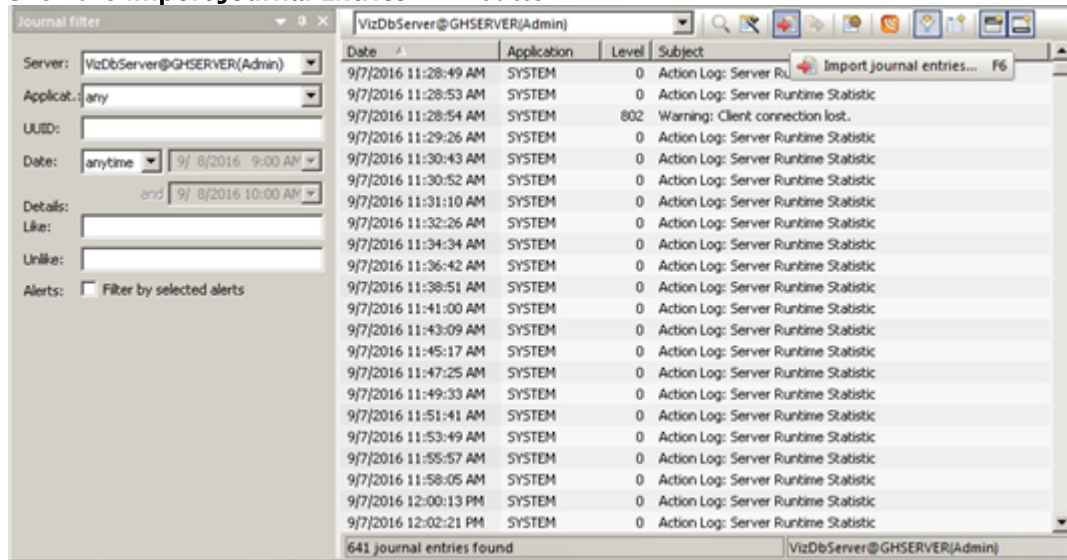 Journal filter
Server: VizDbServer@GHSERVER(Admin)
Applicat.: any
UUID:
Date: anytime 9/ 8/2016 9:00 AM
and 9/ 8/2016 10:00 AM
Details:
Like:
Unlike:
Alerts: Filter by selected alerts
VizDbServer@GHSERVER(Admin)
Date Application Level Subject
Import journal entries... F6
9/7/2016 11:28:49 AM SYSTEM 0 Action Log: Server Ru
9/7/2016 11:28:53 AM SYSTEM 0 Action Log: Server Runtime Statistic
9/7/2016 11:28:54 AM SYSTEM 802 Warning: Client connection lost.
9/7/2016 11:29:26 AM SYSTEM 0 Action Log: Server Runtime Statistic
9/7/2016 11:30:43 AM SYSTEM 0 Action Log: Server Runtime Statistic
9/7/2016 11:30:52 AM SYSTEM 0 Action Log: Server Runtime Statistic
9/7/2016 11:31:10 AM SYSTEM 0 Action Log: Server Runtime Statistic
9/7/2016 11:32:26 AM SYSTEM 0 Action Log: Server Runtime Statistic
9/7/2016 11:34:34 AM SYSTEM 0 Action Log: Server Runtime Statistic
9/7/2016 11:36:42 AM SYSTEM 0 Action Log: Server Runtime Statistic
9/7/2016 11:38:51 AM SYSTEM 0 Action Log: Server Runtime Statistic
9/7/2016 11:41:00 AM SYSTEM 0 Action Log: Server Runtime Statistic
9/7/2016 11:43:09 AM SYSTEM 0 Action Log: Server Runtime Statistic
9/7/2016 11:45:17 AM SYSTEM 0 Action Log: Server Runtime Statistic
9/7/2016 11:47:25 AM SYSTEM 0 Action Log: Server Runtime Statistic
9/7/2016 11:49:33 AM SYSTEM 0 Action Log: Server Runtime Statistic
9/7/2016 11:51:41 AM SYSTEM 0 Action Log: Server Runtime Statistic
9/7/2016 11:53:49 AM SYSTEM 0 Action Log: Server Runtime Statistic
9/7/2016 11:55:57 AM SYSTEM 0 Action Log: Server Runtime Statistic
9/7/2016 11:58:05 AM SYSTEM 0 Action Log: Server Runtime Statistic
9/7/2016 12:00:13 PM SYSTEM 0 Action Log: Server Runtime Statistic
9/7/2016 12:02:21 PM SYSTEM 0 Action Log: Server Runtime Statistic
641 journal entries found VizDbServer@GHSERVER(Admin)